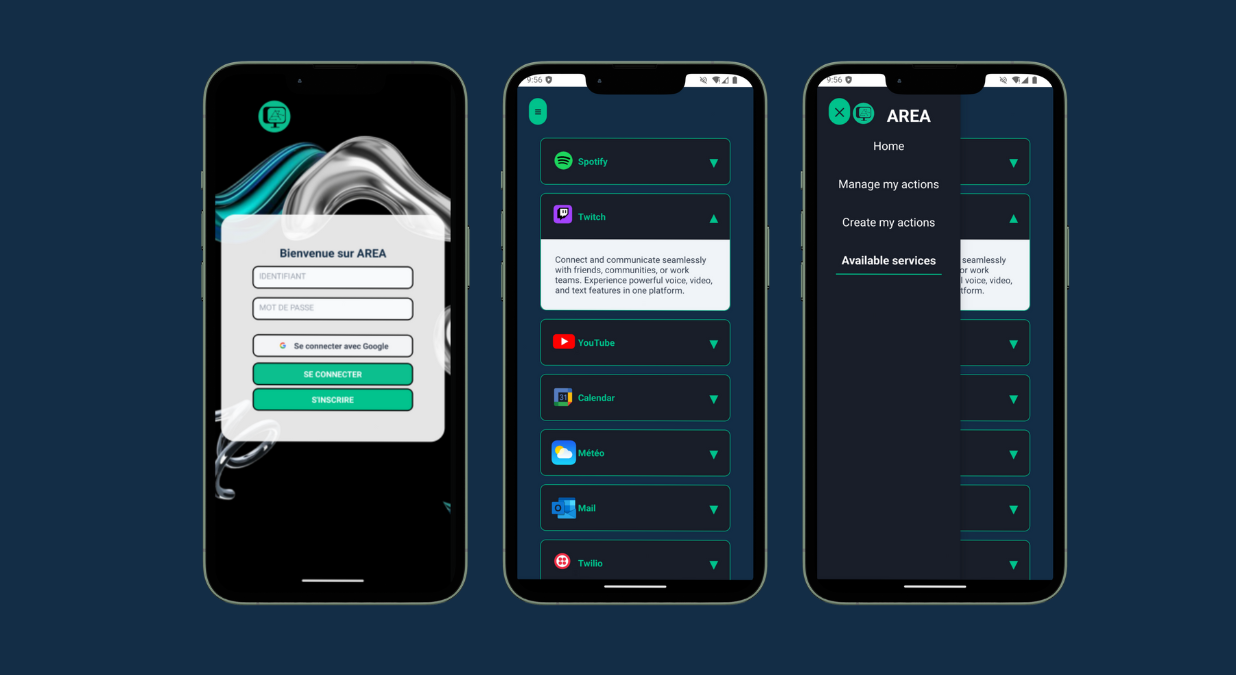 Bienvenue sur AREA
IDENTIFIANT
MOT DE PASSE
G Se connecter avec Google
SE CONNECTER
S'INSCRIRE
9:56
Spotify
Twitch
Connect and communicate seamlessly
with friends, communities, or work
teams. Experience powerful voice, video,
and text features in one platform.
YouTube
31 Calendar
Météo
Mail
Twilio
9:56
AREA
Home
Manage my actions
Create my actions
Available services
seamlessly
or work
l voice, video,
tform.